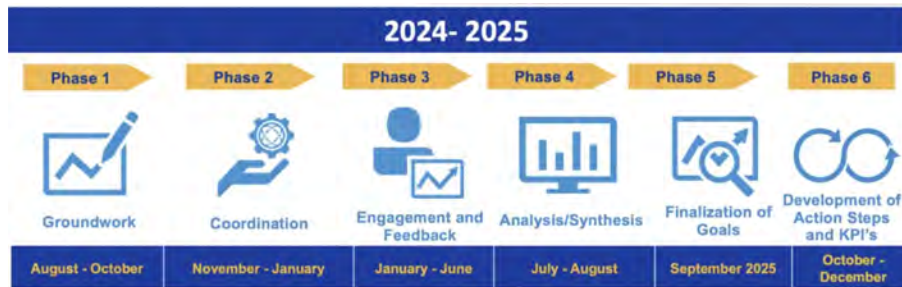 2024- 2025
Phase 1
Phase 2
Phase 3
Phase 4
Phase 5
Phase 6
Groundwork
Coordination
Engagement and
Feedback
Analysis/Synthesis
Finalization of
Goals
Development of
Action Steps
and KPI's
August - October
November - January
January - June
July - August
September 2025
October -
December